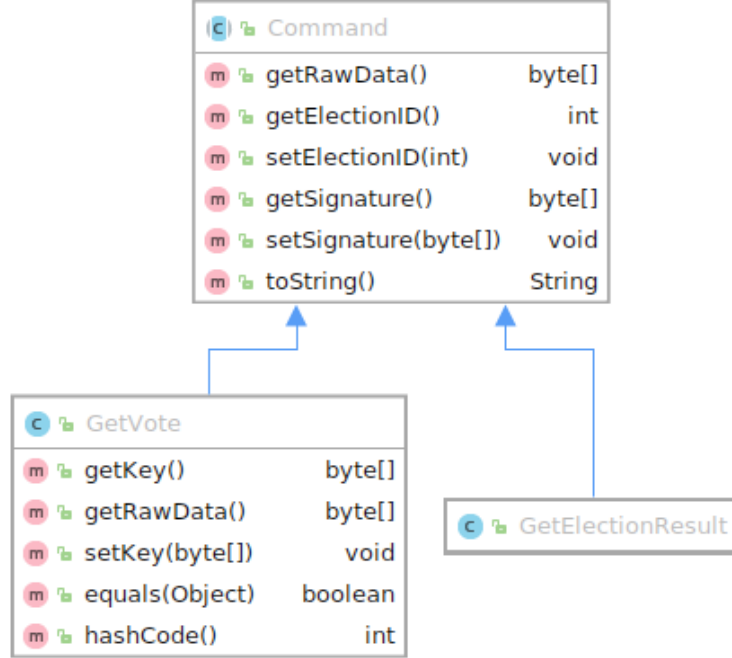 c Command
m getRawData() byte[]
m getElectionID() int
m setElectionID(int) void
m getSignature() byte[]
m setSignature(byte[]) void
m toString() String
c GetVote
m getKey() byte[]
m getRawData() byte[]
m setKey(byte[]) void
m equals(Object) boolean
m hashCode() int
c GetElectionResult